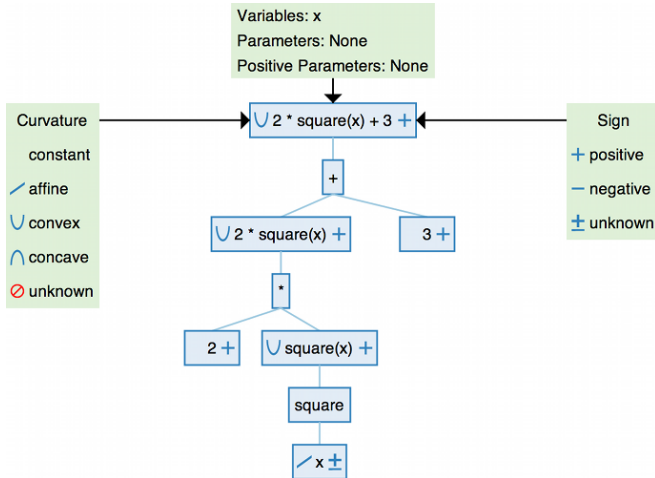 Variables: x
Parameters: None
Positive Parameters: None
Curvature
constant
affine
convex
concave
unknown
∪ 2 * square(x) + 3 +
Sign
+ positive
− negative
± unknown
+
∪ 2 * square(x) +
3 +
*
2 +
∪ square(x) +
square
x ±